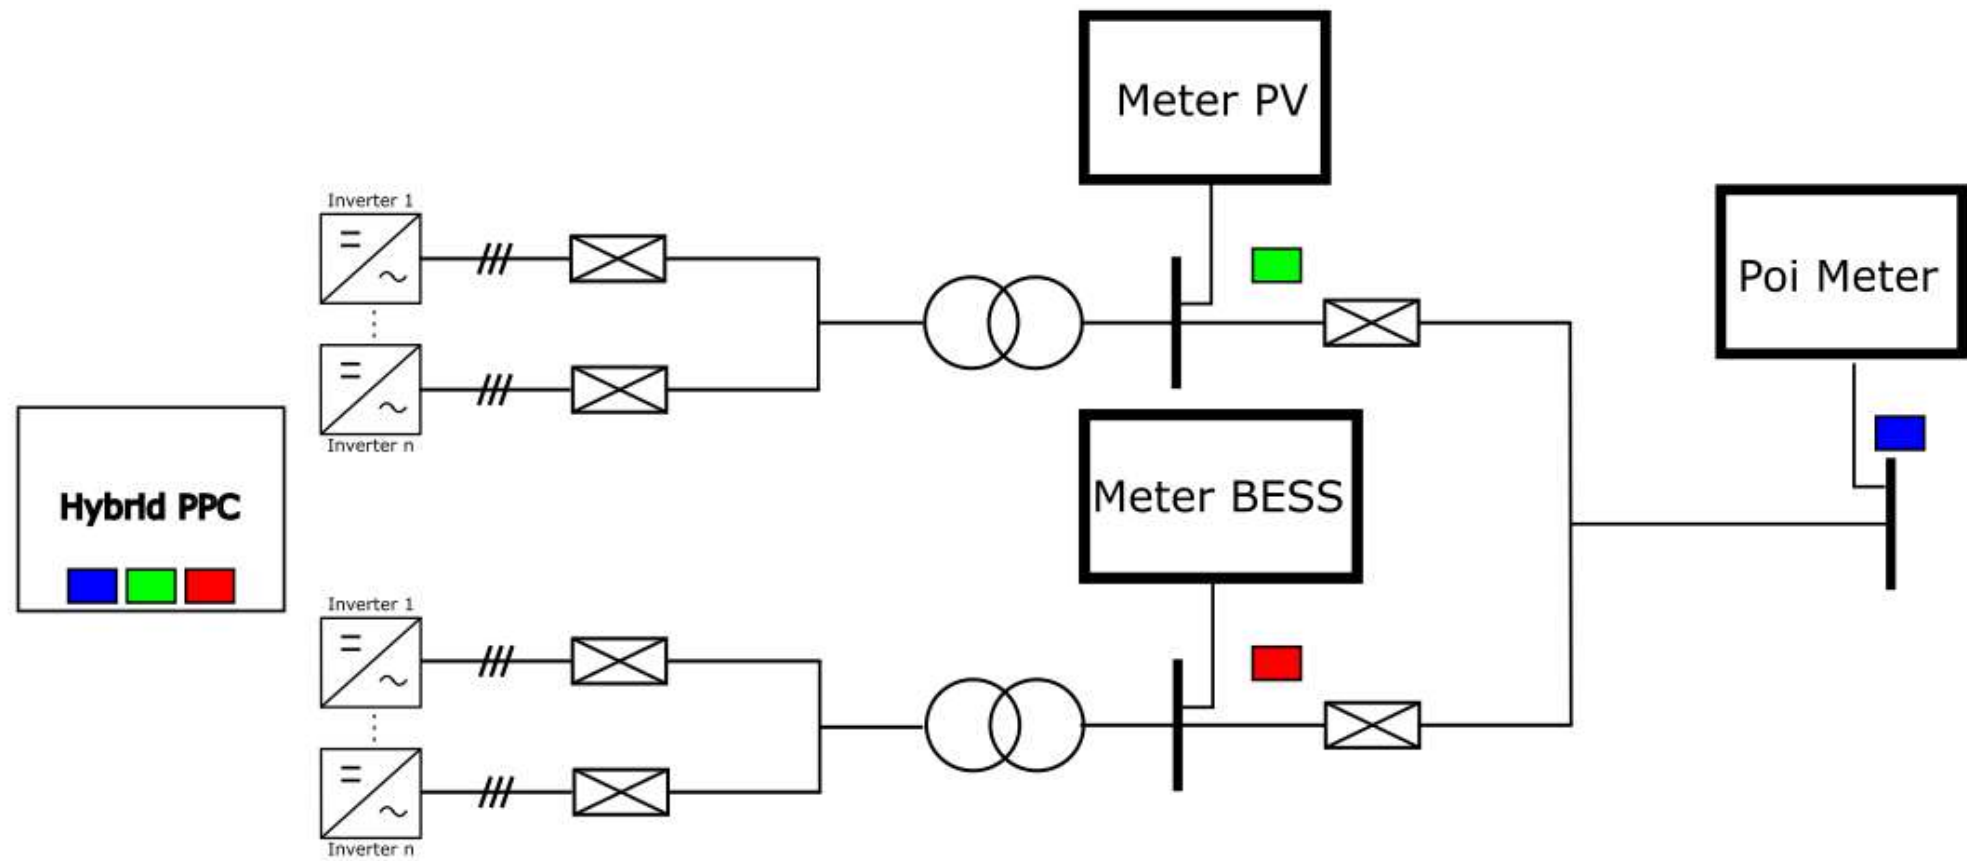 Meter PV
Inverter 1
Poi Meter
Inverter n
Hybrid PPC
Meter BESS
Inverter 1
Inverter n